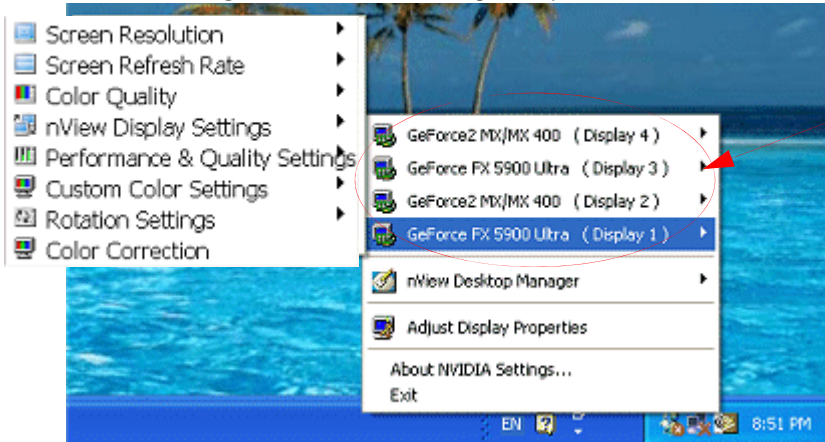 Screen Resolution
Screen Refresh Rate
Color Quality
nView Display Settings
Performance & Quality Settings
Custom Color Settings
Rotation Settings
Color Correction
GeForce2 MX/MX 400 ( Display 4 )
GeForce FX 5900 Ultra ( Display 3 )
GeForce2 MX/MX 400 ( Display 2 )
GeForce FX 5900 Ultra ( Display 1 )
nView Desktop Manager
Adjust Display Properties
About NVIDIA Settings...
Exit
EN
8:51 PM